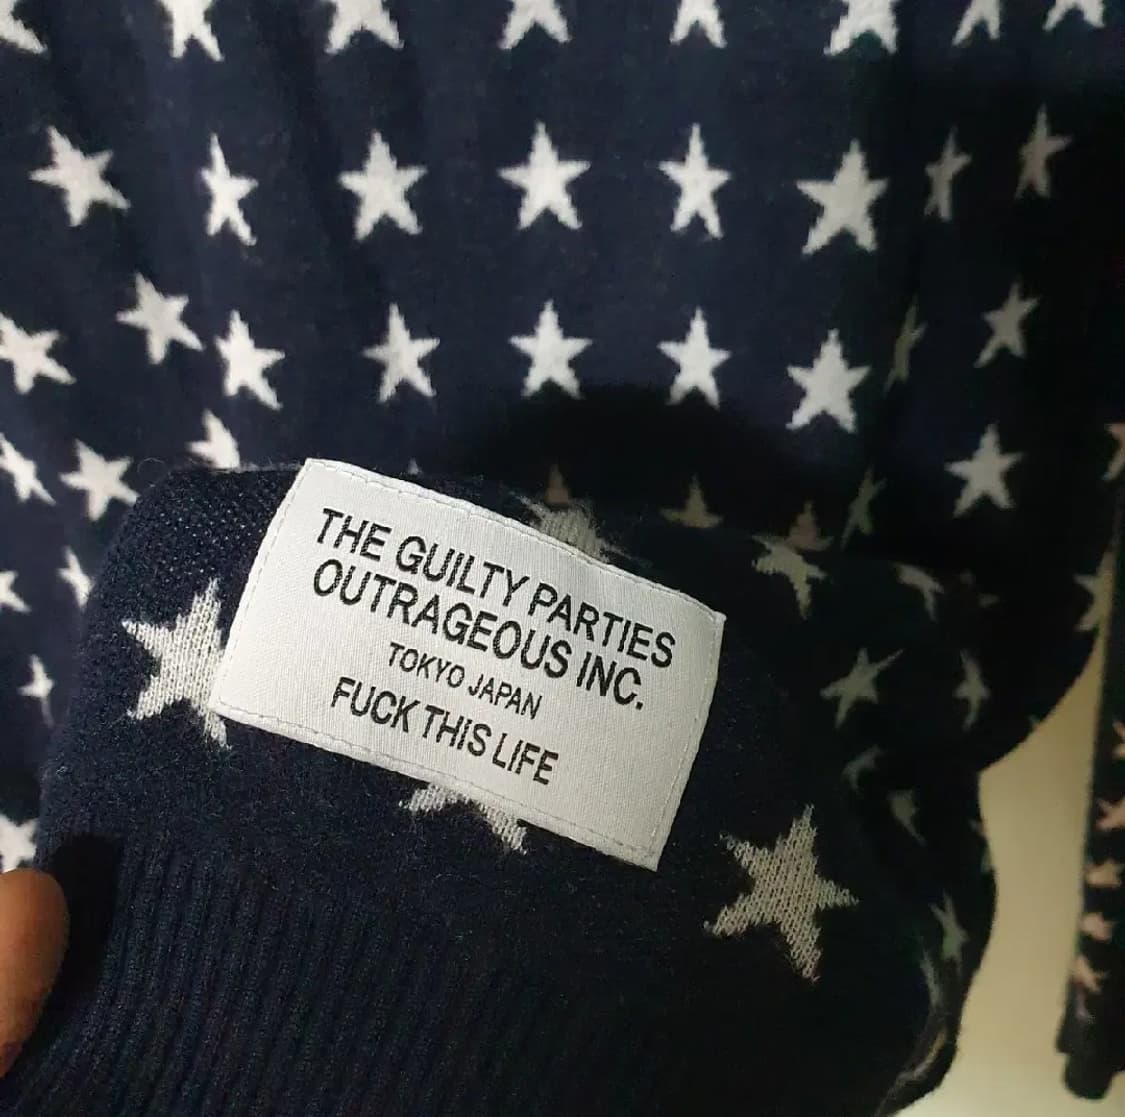 THE GUILTY PARTIES
OUTRAGEOUS INC.
TOKYO JAPAN
FUCK THIS LIFE